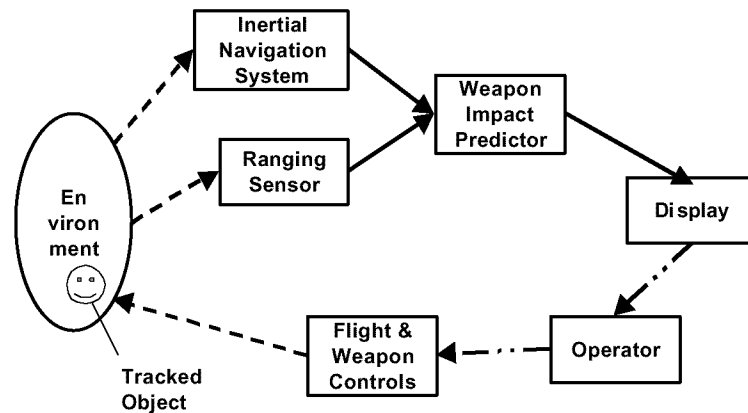 Inertial
Navigation
System
Weapon
Impact
Predictor
Ranging
Sensor
En
viron
ment
Display
Flight &
Weapon
Controls
Operator
Tracked
Object